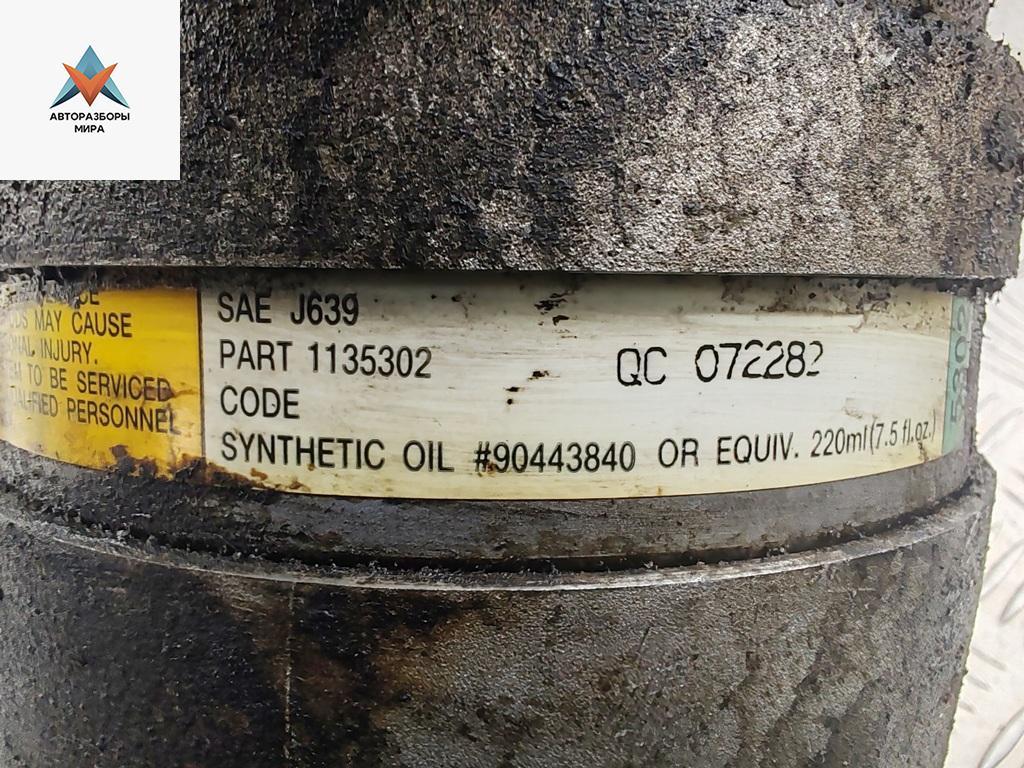 АВТОРАЗБОРЫ
МИРА
MAY CAUSE
INJURY.
TO BE SERVICED
PERSONNEL
SAE J639
PART 1135302
CODE
SYNTHETIC OIL #90443840 OR EQUIV. 220ml (7.5 fl.oz.)
QC 072282
5302